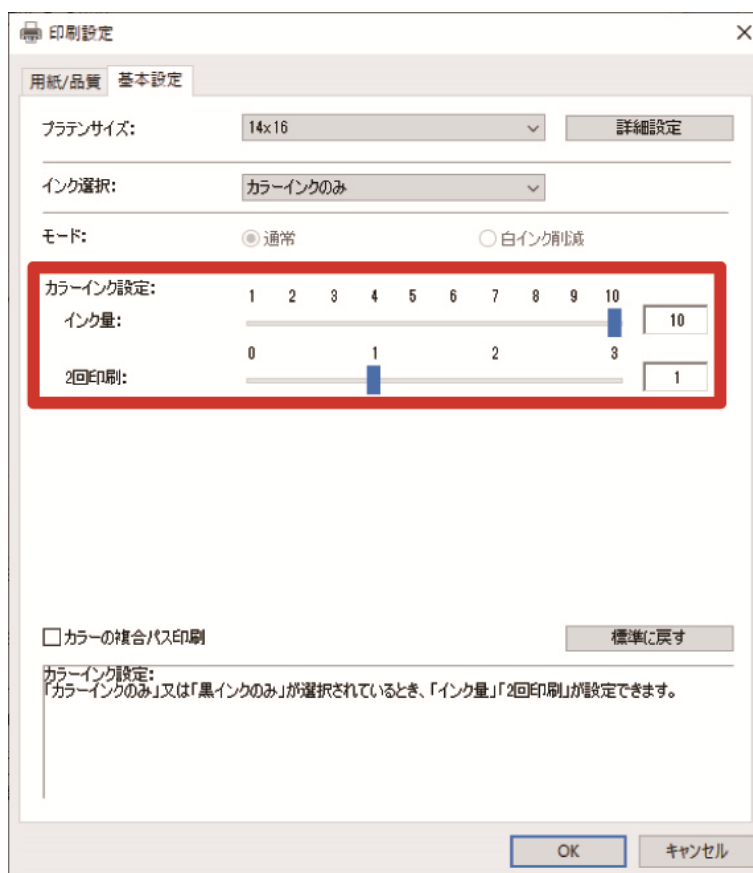 印刷設定
用紙/品質 基本設定
プラテンサイズ: 14x16 詳細設定
インク選択: カラーインクのみ
モード: 通常 白インク削減
カラーインク設定: 1 2 3 4 5 6 7 8 9 10
インク量: 10
0 1 2 3
2回印刷: 1
カラーの複合パス印刷 標準に戻す
カラーインク設定:
「カラーインクのみ」又は「黒インクのみ」が選択されているとき、「インク量」「2回印刷」が設定できます。
OK キャンセル